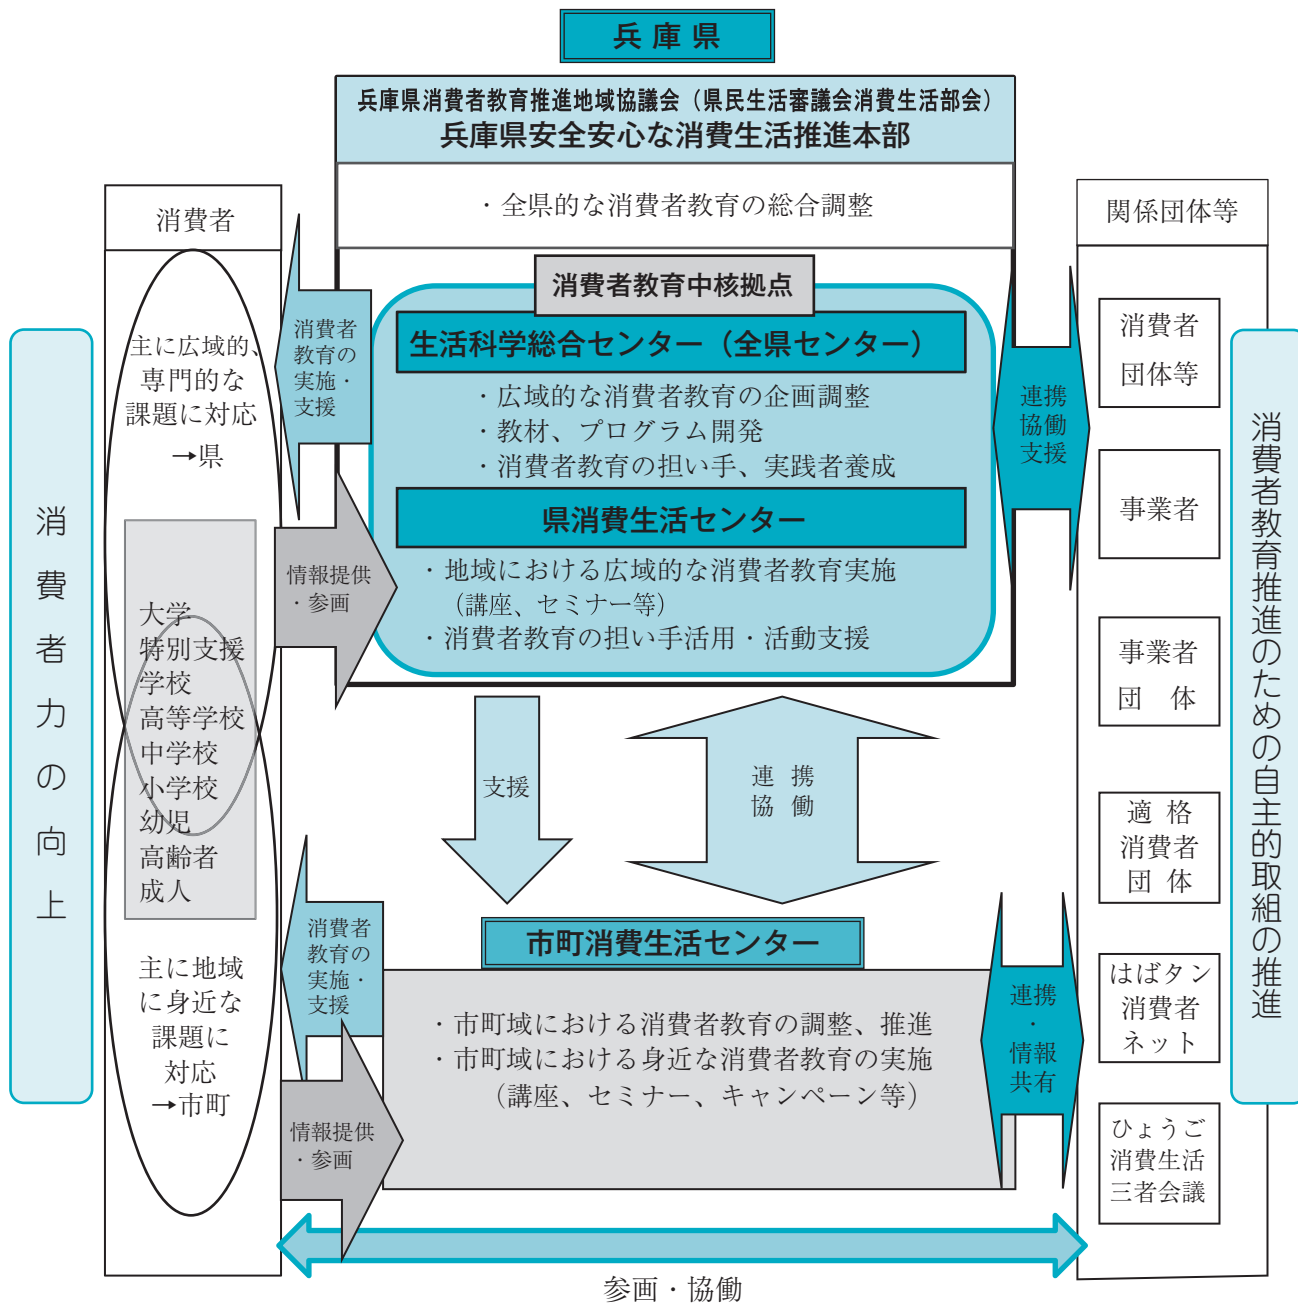 兵庫県
兵庫県消費者教育推進地域協議会（県民生活審議会消費生活部会）
兵庫県安全安心な消費生活推進本部
・全県的な消費者教育の総合調整
消費者教育中核拠点
生活科学総合センター（全県センター）
・広域的な消費者教育の企画調整
・教材、プログラム開発
・消費者教育の担い手、実践者養成
県消費生活センター
・地域における広域的な消費者教育実施
（講座、セミナー等）
・消費者教育の担い手活用・活動支援
消費者力の向上
消費者
主に広域的、
専門的な
課題に対応
→県
大学
特別支援
学校
高等学校
中学校
小学校
幼児
高齢者
成人
主に地域
に身近な
課題に
対応
→市町
消費者
教育の
実施・
支援
情報提供
・参画
支援
連携
協働
消費者
教育の
実施・
支援
情報提供
・参画
市町消費生活センター
・市町域における消費者教育の調整、推進
・市町域における身近な消費者教育の実施
（講座、セミナー、キャンペーン等）
連携
協働
支援
連携
・
情報
共有
関係団体等
消費者
団体等
事業者
事業者
団体
適格
消費者
団体
はばタン
消費者
ネット
ひょうご
消費生活
三者会議
消費者教育推進のための自主的取組の推進
参画・協働